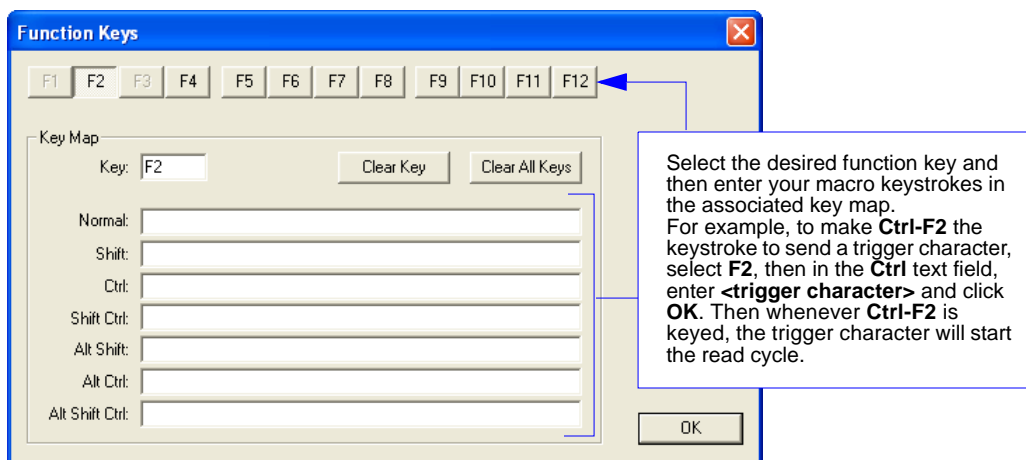 Function Keys
F1 F2 F3 F4 F5 F6 F7 F8 F9 F10 F11 F12
Key Map
Key: F2 Clear Key Clear All Keys
Normal:
Shift:
Ctrl:
Shift Ctrl:
Alt Shift:
Alt Ctrl:
Alt Shift Ctrl:
OK
Select the desired function key and
then enter your macro keystrokes in
the associated key map.
For example, to make Ctrl-F2 the
keystroke to send a trigger character,
select F2, then in the Ctrl text field,
enter <trigger character> and click
OK. Then whenever Ctrl-F2 is
keyed, the trigger character will start
the read cycle.